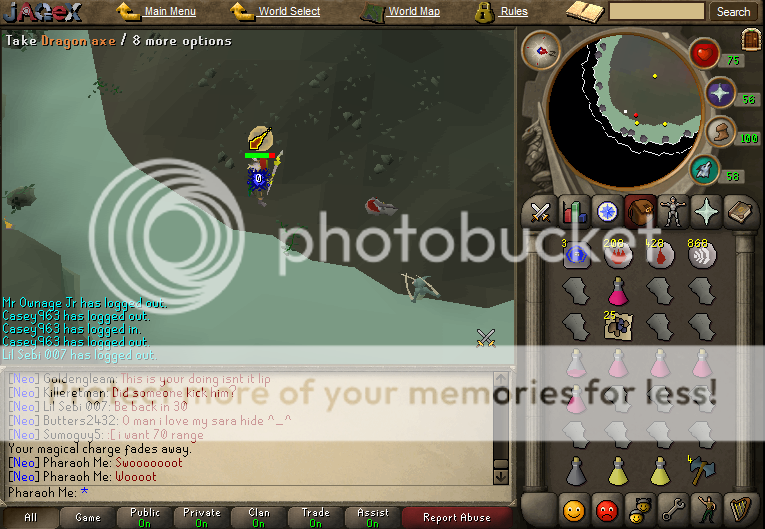 JAGEX
Main Menu
World Select
World Map
Rules
Search
Take Dragon axe / 8 more options
75
56
100
58
photobucket
3
208
428
868
25
4
Mr Ownage Jr has logged out.
Casey963 has logged out.
Casey963 has logged in.
Casey963 has logged out.
Lil Sebi 007 has logged out.
Protect more of your memories for less!
[Neo] Goldengleam: This is your doing isnt it lip
[Neo] Killeretman: Did someone kick him?
[Neo] Lil Sebi 007: Be back in 30
[Neo] Butters2432: O man i love my sara hide ^_^
[Neo] Sumoguy5: :[ i want 70 range
Your magical charge fades away.
[Neo] Pharaoh Me: Swooooooot
[Neo] Pharaoh Me: Woooot
Pharaoh Me: *
All
Game
Public
On
Private
On
Clan
On
Trade
On
Assist
On
Report Abuse
0